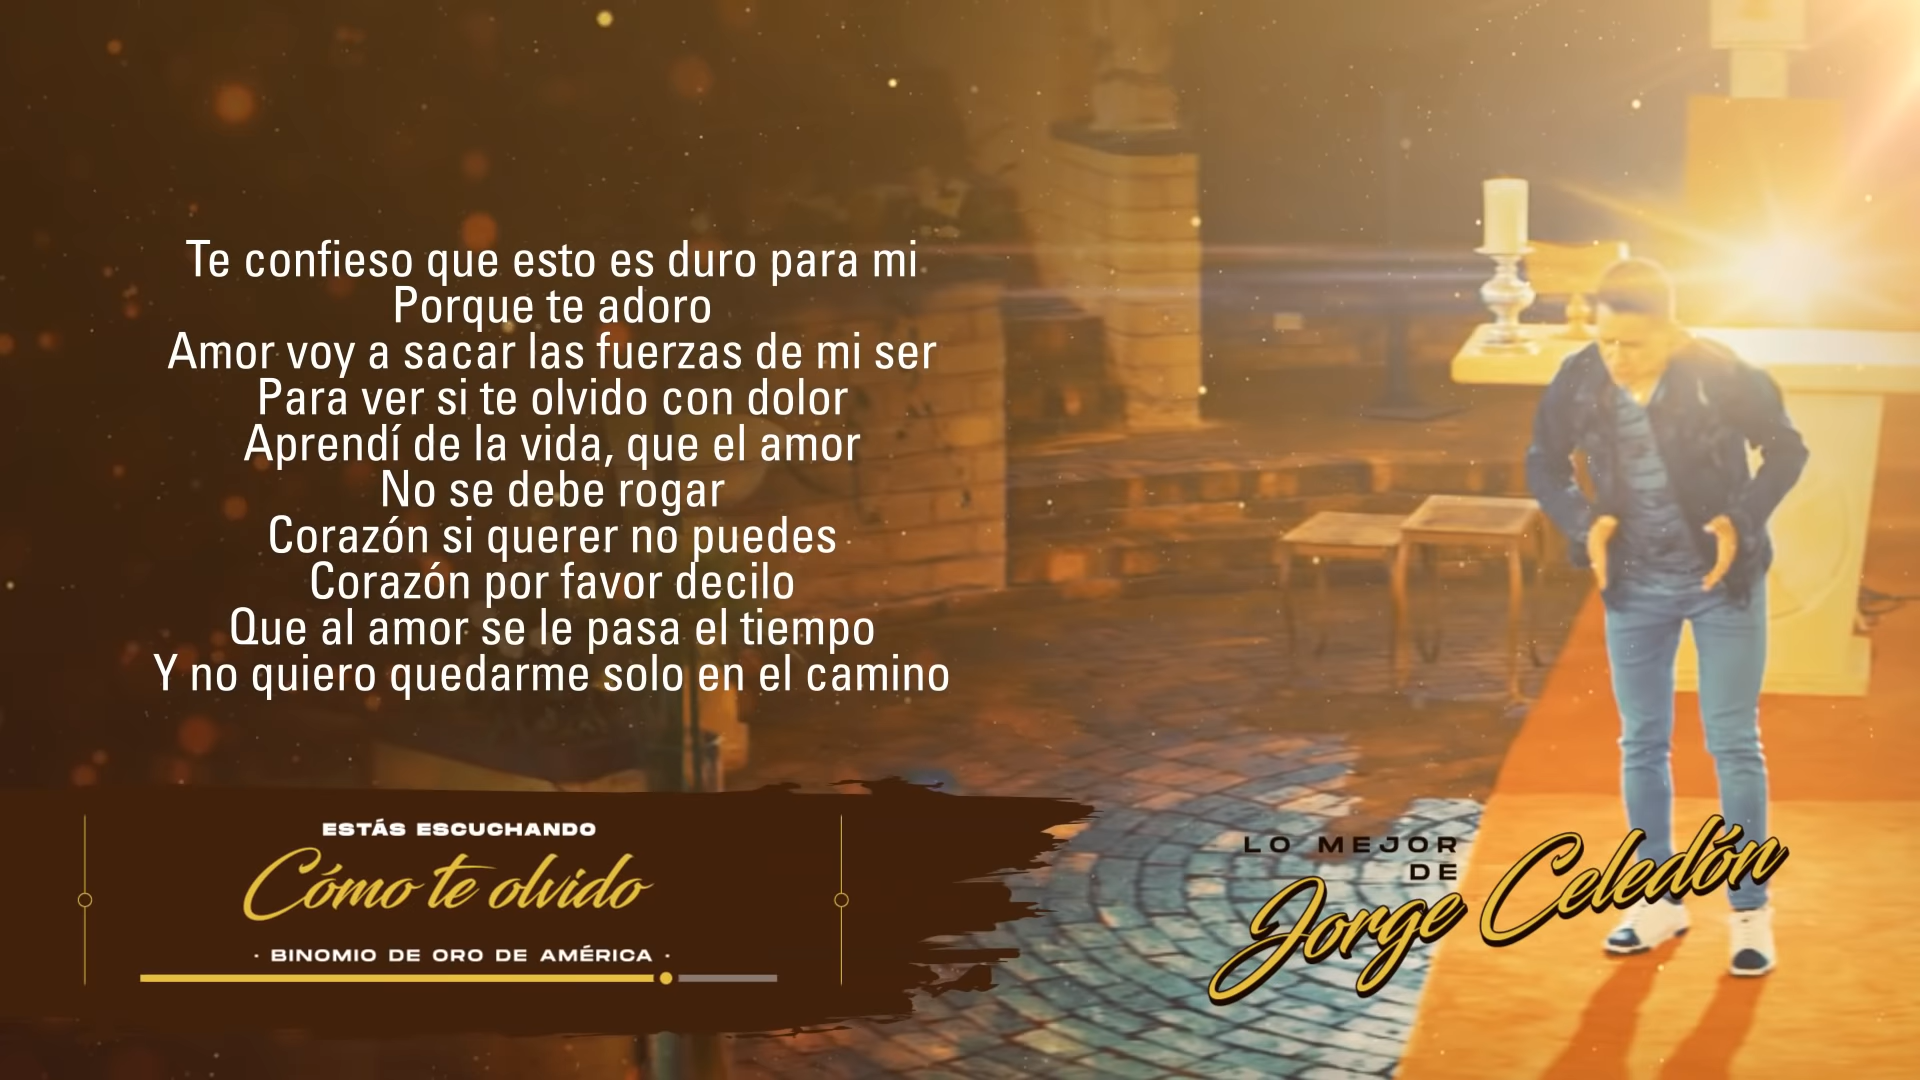 Te confieso que esto es duro para mi
Porque te adoro
Amor voy a sacar las fuerzas de mi ser
Para ver si te olvido con dolor
Aprendí de la vida, que el amor
No se debe rogar
Corazón si querer no puedes
Corazón por favor decilo
Que al amor se le pasa el tiempo
Y no quiero quedarme solo en el camino
ESTÁS ESCUCHANDO
Cómo te olvido
· BINOMIO DE ORO DE AMÉRICA ·
LO MEJOR
DE
Jorge Celedón